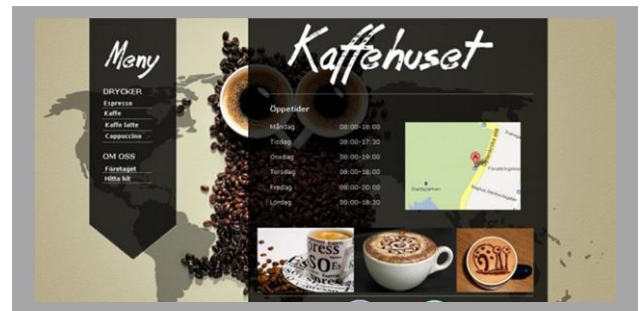 Kaffehuset
Meny
DRYCKER
Espresso
Kaffe
Kaffe latte
Cappuccino
OM OSS
Företaget
Hitta hit
Öppetider
Måndag 08:00-18:00
Tisdag 08:00-17:30
Onsdag 08:00-19:00
Torsdag 08:00-18:00
Fredag 08:00-20:00
Lördag 08:00-18:20
Stadsparken